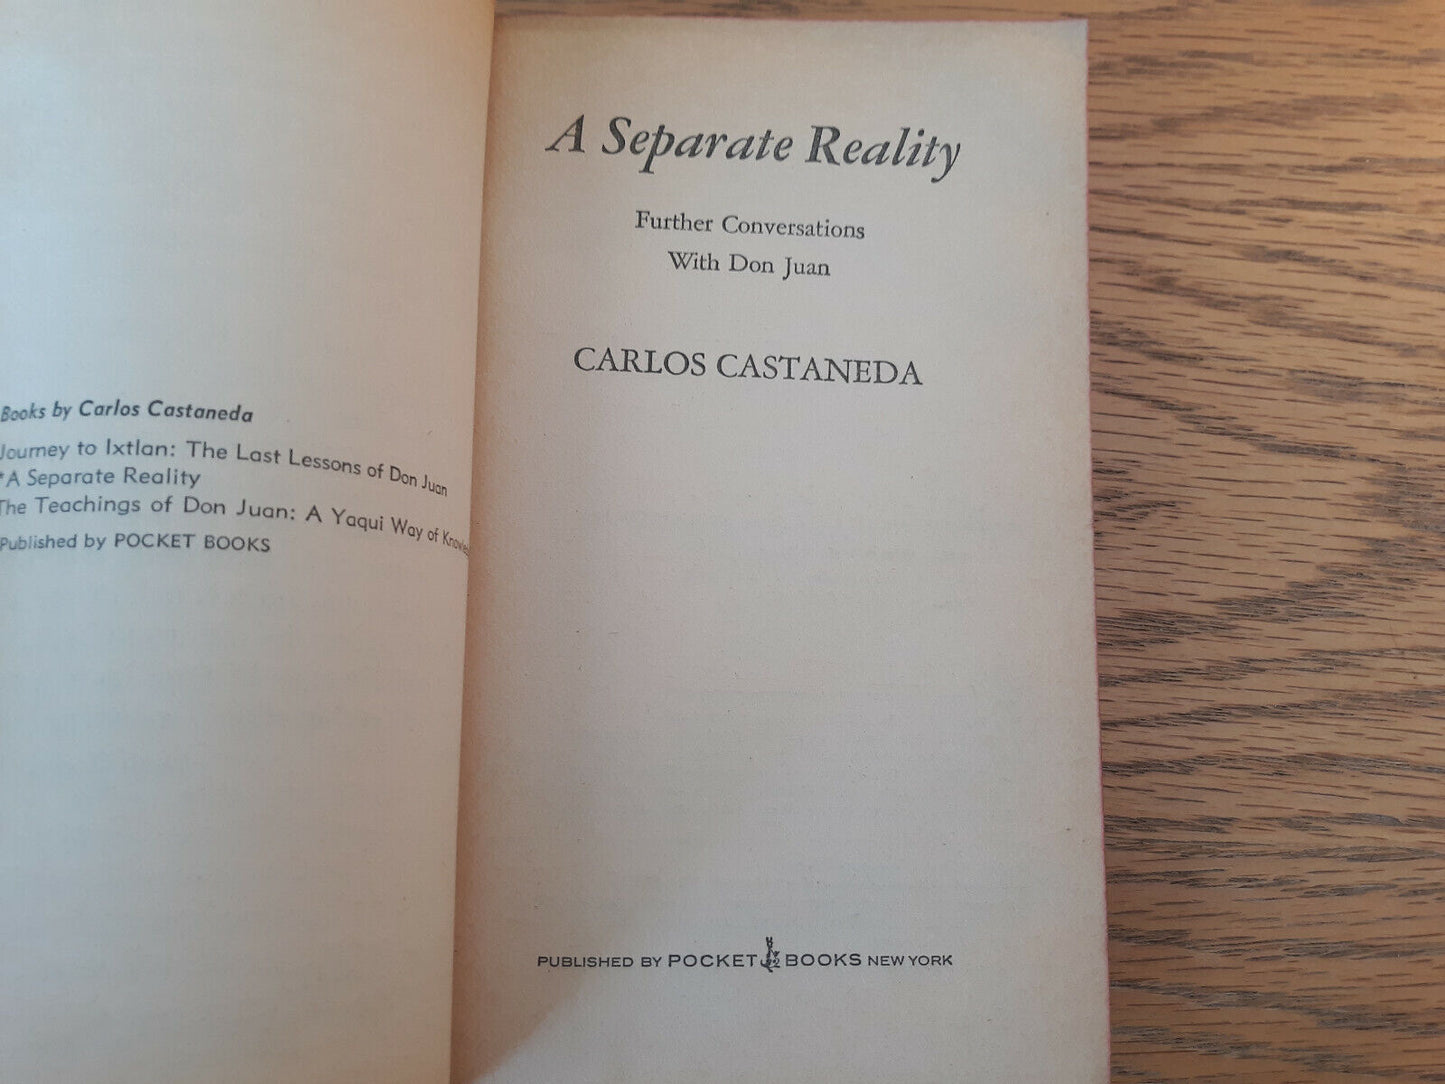 Books by Carlos Castaneda
Journey to Ixtlan: The Last Lessons of Don Juan
*A Separate Reality
The Teachings of Don Juan: A Yaqui Way of
Published by POCKET BOOKS
A Separate Reality
Further Conversations
With Don Juan
CARLOS CASTANEDA
PUBLISHED BY POCKET BOOKS NEW YORK